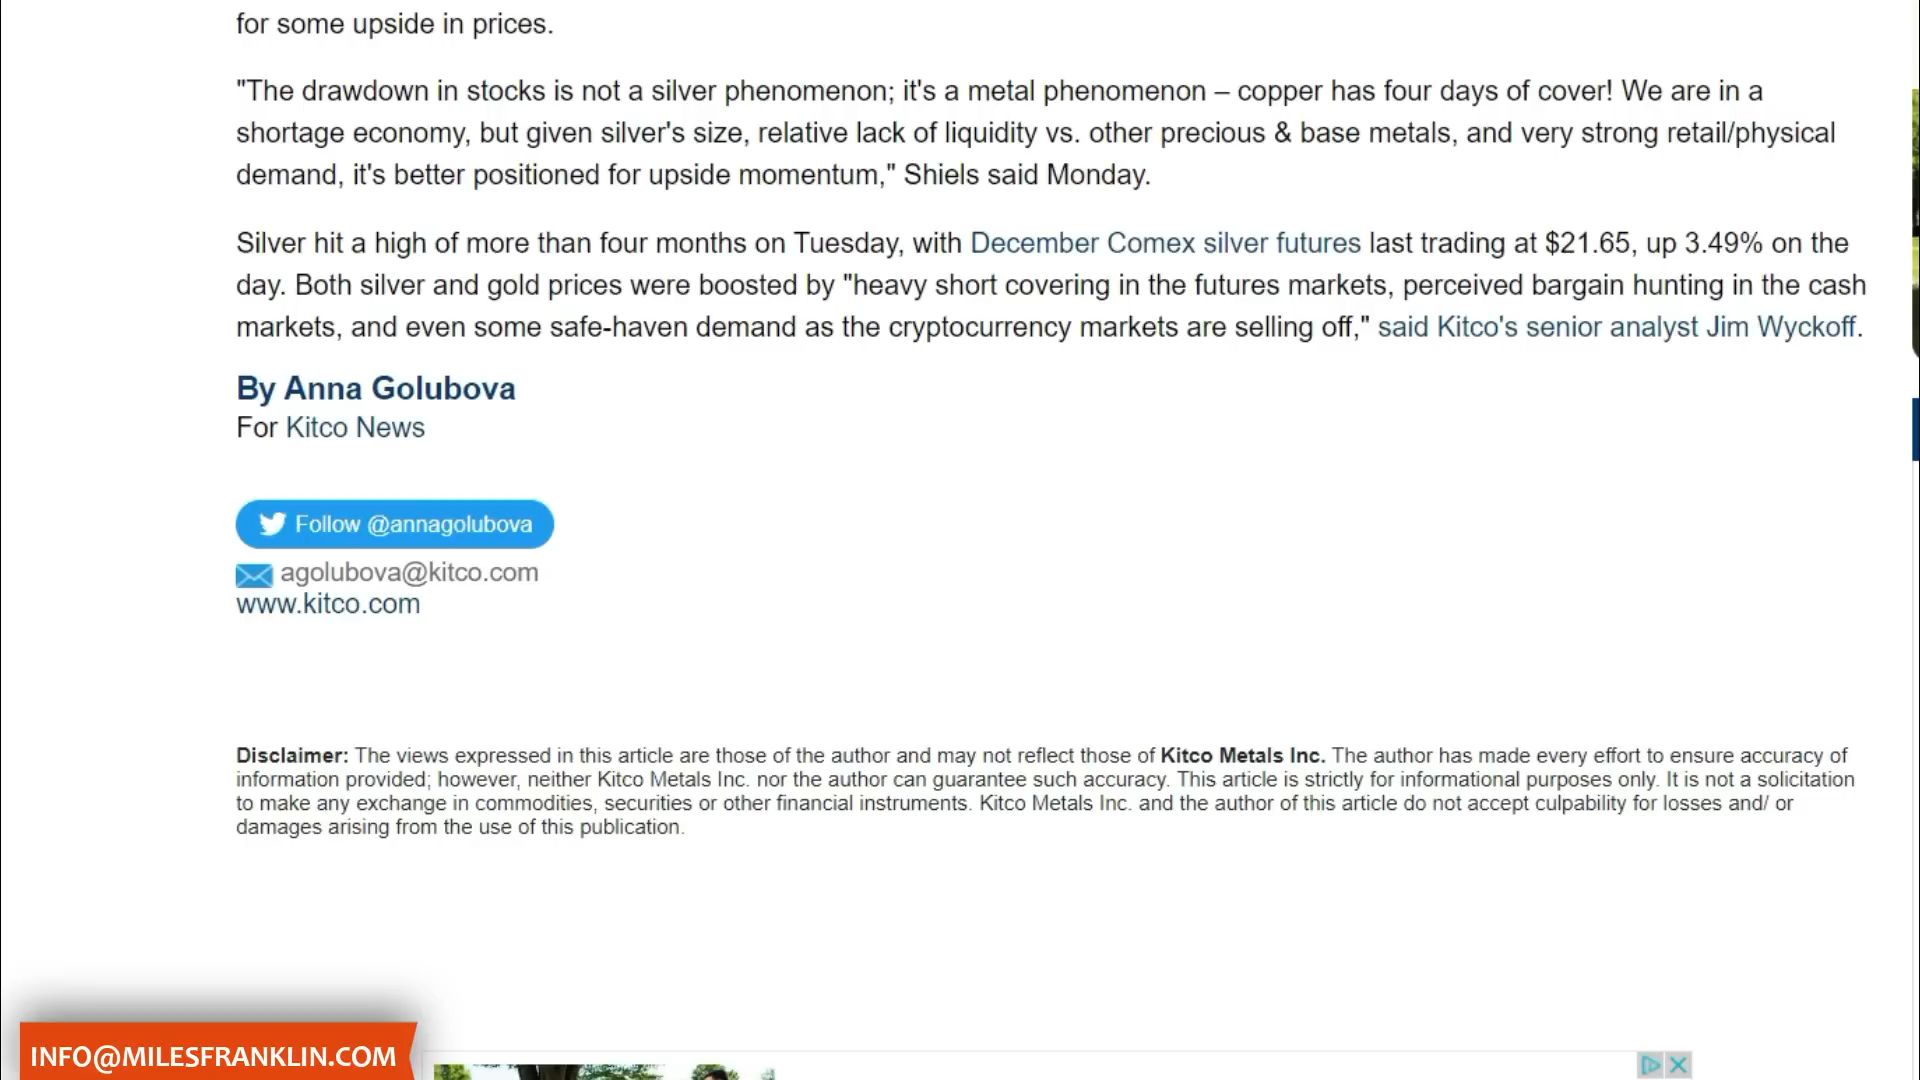 for some upside in prices.
"The drawdown in stocks is not a silver phenomenon; it's a metal phenomenon – copper has four days of cover! We are in a
shortage economy, but given silver's size, relative lack of liquidity vs. other precious & base metals, and very strong retail/physical
demand, it's better positioned for upside momentum," Shiels said Monday.
Silver hit a high of more than four months on Tuesday, with December Comex silver futures last trading at $21.65, up 3.49% on the
day. Both silver and gold prices were boosted by "heavy short covering in the futures markets, perceived bargain hunting in the cash
markets, and even some safe-haven demand as the cryptocurrency markets are selling off," said Kitco's senior analyst Jim Wyckoff.
By Anna Golubova
For Kitco News
Follow @annagolubova
agolubova@kitco.com
www.kitco.com
Disclaimer: The views expressed in this article are those of the author and may not reflect those of Kitco Metals Inc. The author has made every effort to ensure accuracy of
information provided; however, neither Kitco Metals Inc. nor the author can guarantee such accuracy. This article is strictly for informational purposes only. It is not a solicitation
to make any exchange in commodities, securities or other financial instruments. Kitco Metals Inc. and the author of this article do not accept culpability for losses and/ or
damages arising from the use of this publication.
INFO@MILESFRANKLIN.COM